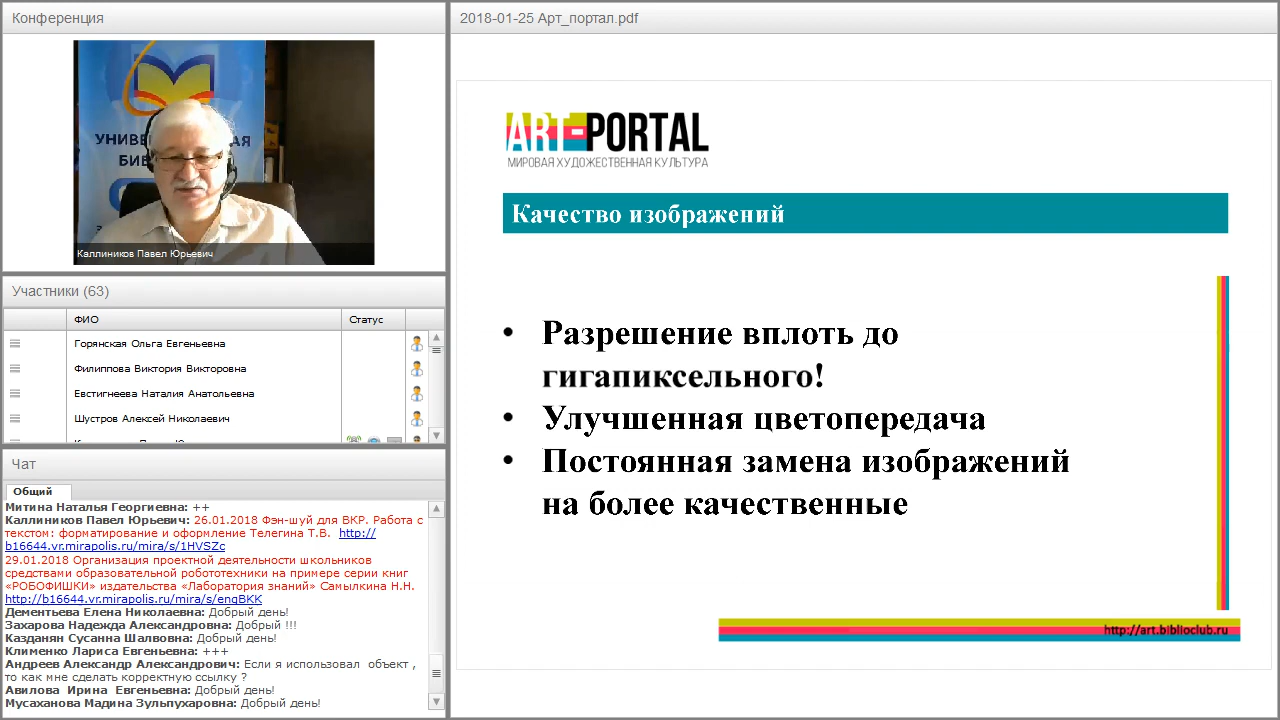 Конференция
УНИВЕ
АЯ
БИБ
Каллиников Павел Юрьевич
Участники (63)
ФИО
Статус
Горянская Ольга Евгеньевна
Филиппова Виктория Викторовна
Евстигнеева Наталия Анатольевна
Шустров Алексей Николаевич
Чат
Общий
Митина Наталья Георгиевна: ++
Каллиников Павел Юрьевич: 26.01.2018 Фэн-шуй для ВКР. Работа с
текстом: форматирование и оформление Телегина Т.В. http://
b16644.vr.mirapolis.ru/mira/s/1HVSZc
29.01.2018 Организация проектной деятельности школьников
средствами образовательной робототехники на примере серии книг
«РОБОФИШКИ» издательства «Лаборатория знаний» Самылкина Н.Н.
http://b16644.vr.mirapolis.ru/mira/s/enqBKK
Дементьева Елена Николаевна: Добрый день!
Захарова Надежда Александровна: Добрый !!!
Казданян Сусанна Шалвовна: Добрый день!
Клименко Лариса Евгеньевна: +++
Андреев Александр Александрович: Если я использовал объект ,
то как мне сделать корректную ссылку ?
Авилова Ирина Евгеньевна: Добрый день!
Мусаханова Мадина Зульпухаровна: Добрый день!
2018-01-25 Арт_портал.pdf
ART-PORTAL
МИРОВАЯ ХУДОЖЕСТВЕННАЯ КУЛЬТУРА
Качество изображений
• Разрешение вплоть до
гигапиксельного!
• Улучшенная цветопередача
• Постоянная замена изображений
на более качественные
http://art.biblioclub.ru